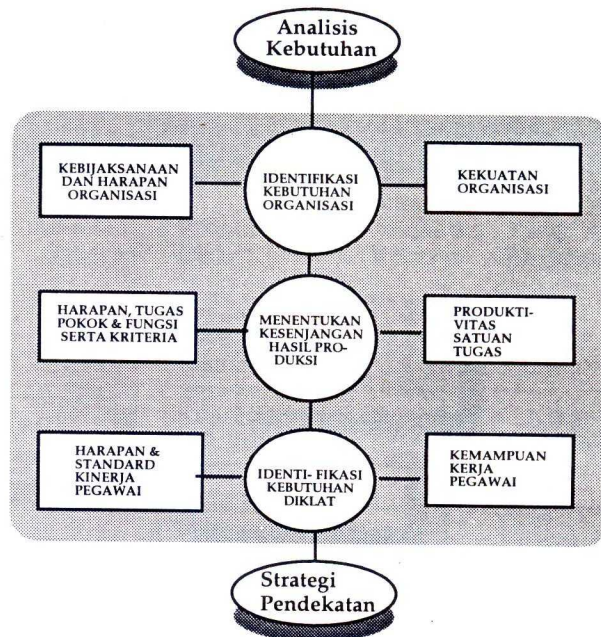 Analisis
Kebutuhan
KEBIJAKSANAAN
DAN HARAPAN
ORGANISASI
IDENTIFIKASI
KEBUTUHAN
ORGANISASI
KEKUATAN
ORGANISASI
HARAPAN, TUGAS
POKOK & FUNGSI
SERTA KRITERIA
MENENTUKAN
KESENJANGAN
HASIL PRO-
DUKSI
PRODUKTI-
VITAS
SATUAN
TUGAS
HARAPAN &
STANDARD
KINERJA
PEGAWAI
IDENTI- FIKASI
KEBUTUHAN
DIKLAT
KEMAMPUAN
KERJA
PEGAWAI
Strategi
Pendekatan